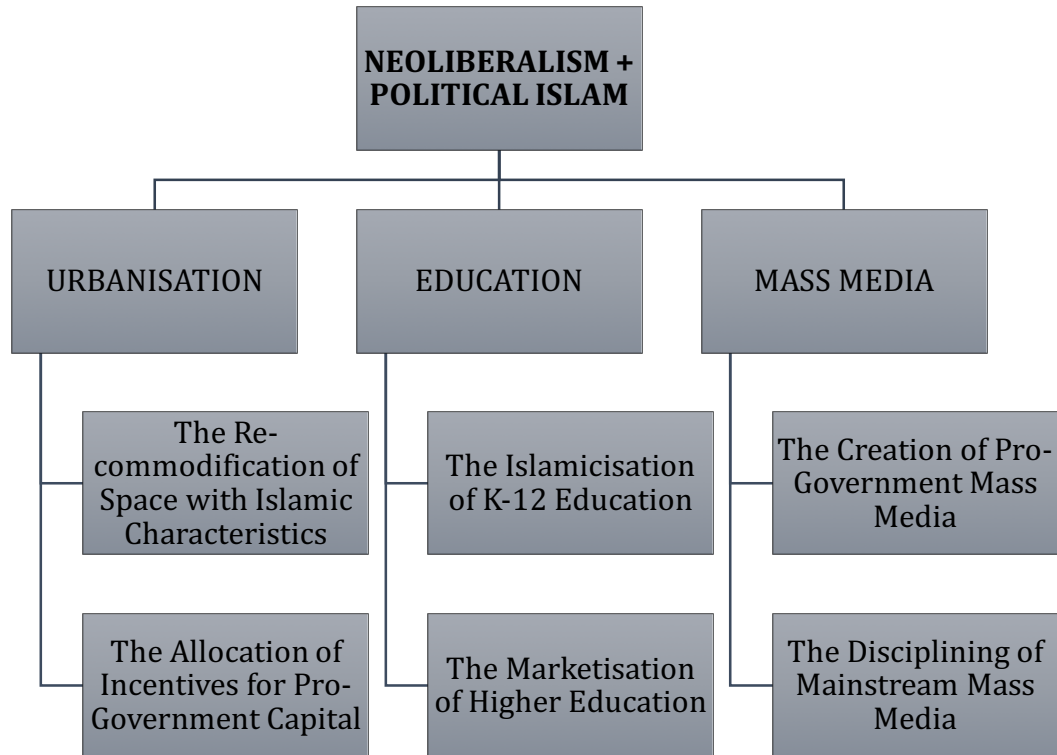 NEOLIBERALISM +
POLITICAL ISLAM
URBANISATION
EDUCATION
MASS MEDIA
The Re-
commodification of
Space with Islamic
Characteristics
The Islamicisation
of K-12 Education
The Creation of Pro-
Government Mass
Media
The Allocation of
Incentives for Pro-
Government Capital
The Marketisation
of Higher Education
The Disciplining of
Mainstream Mass
Media